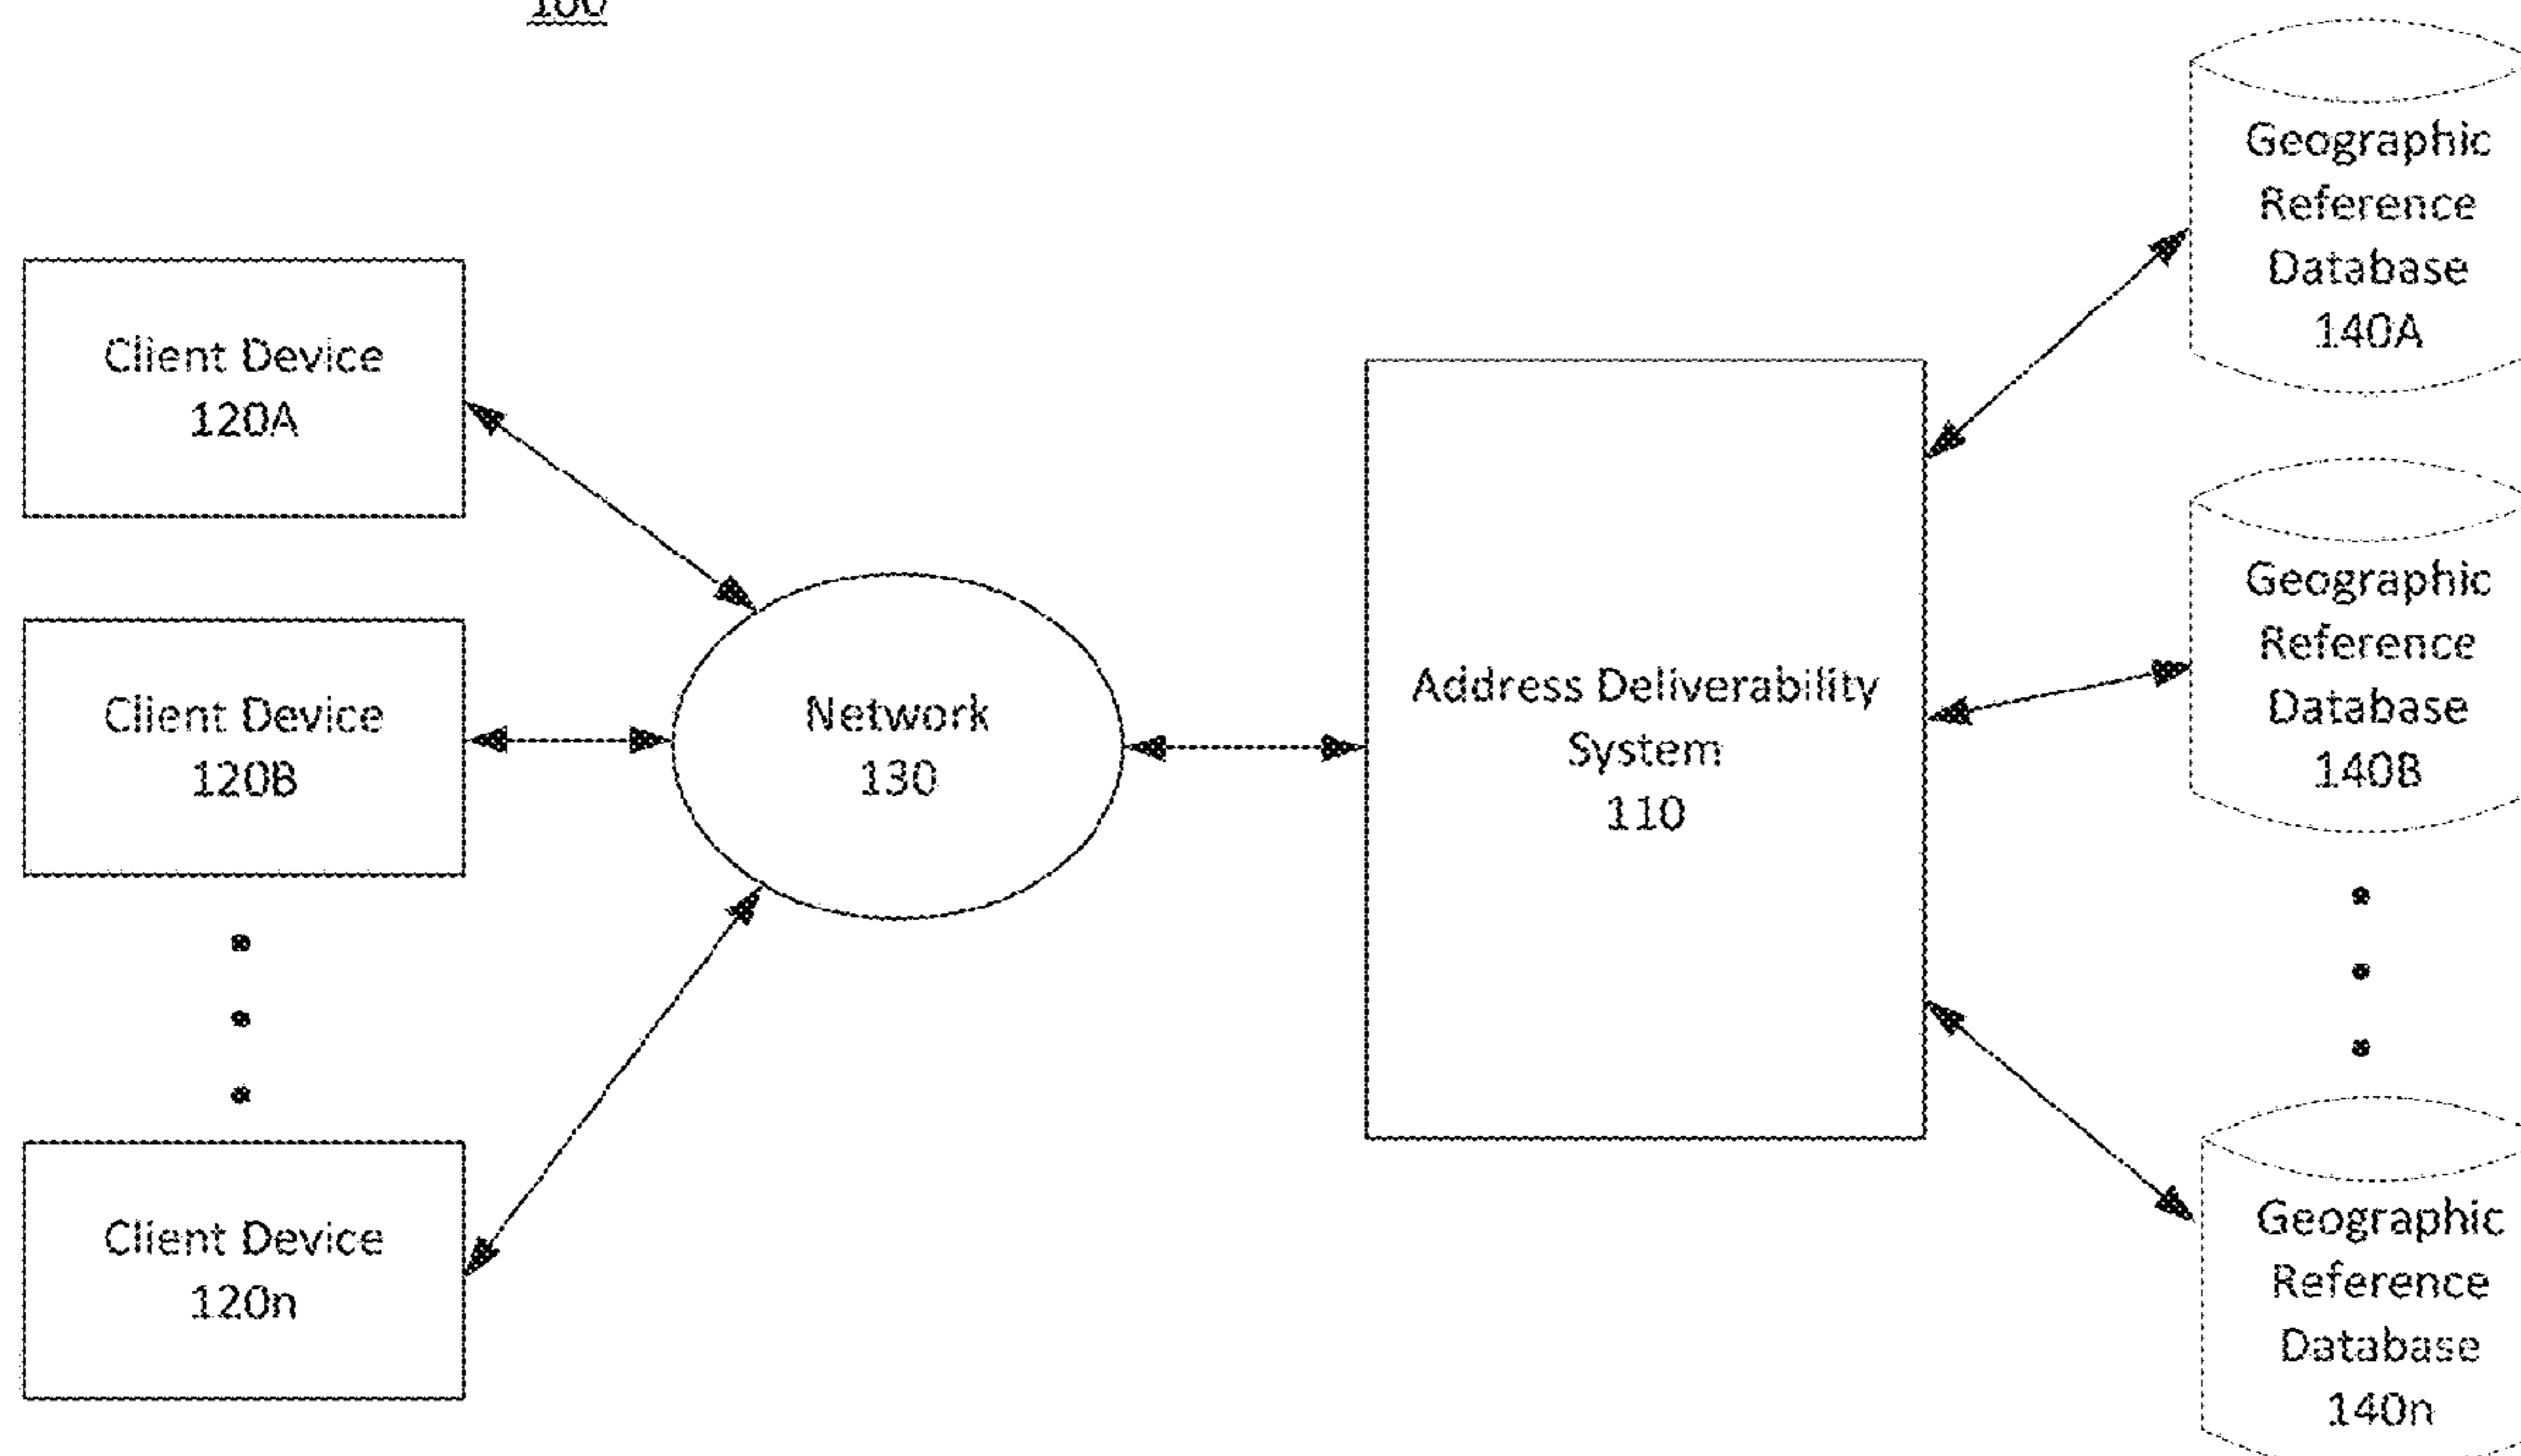 Client Device
120A
Client Device
120B
Client Device
120n
Network
130
Address Deliverability
System
110
Geographic
Reference
Database
140A
Geographic
Reference
Database
140B
Geographic
Reference
Database
140n